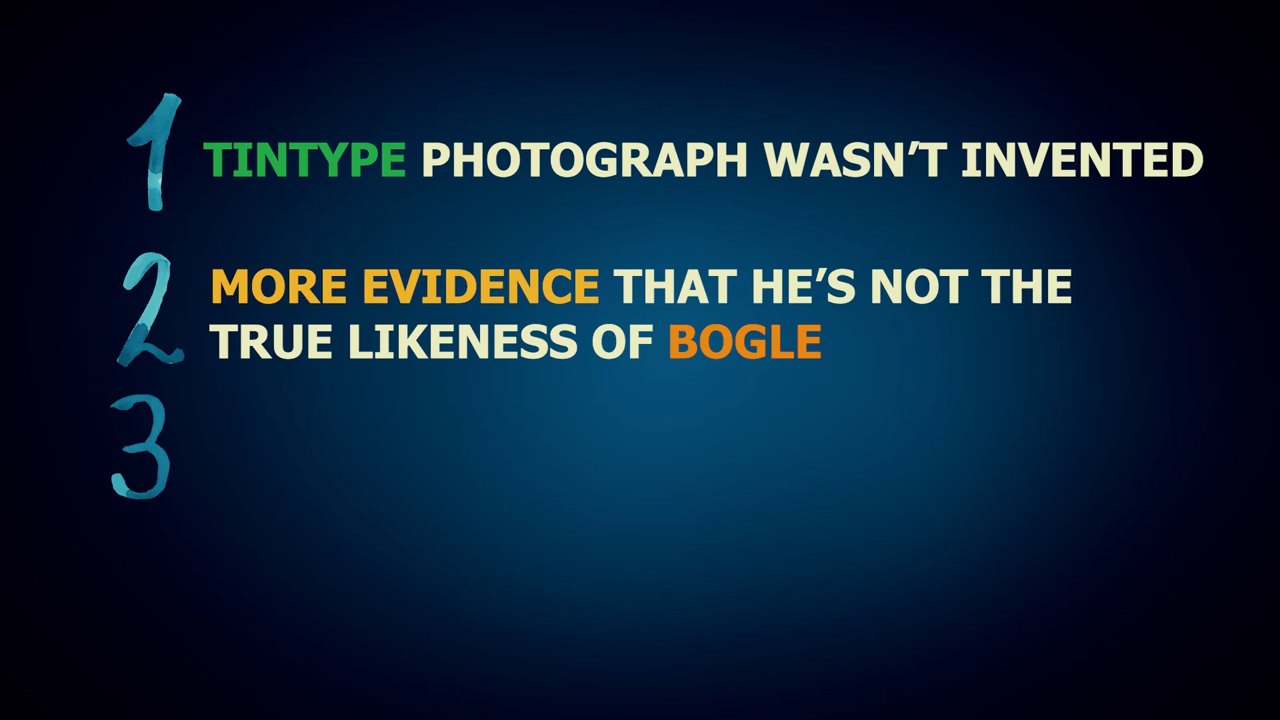 1 TINTYPE PHOTOGRAPH WASN’T INVENTED
2 MORE EVIDENCE THAT HE’S NOT THE
TRUE LIKENESS OF BOGLE
3